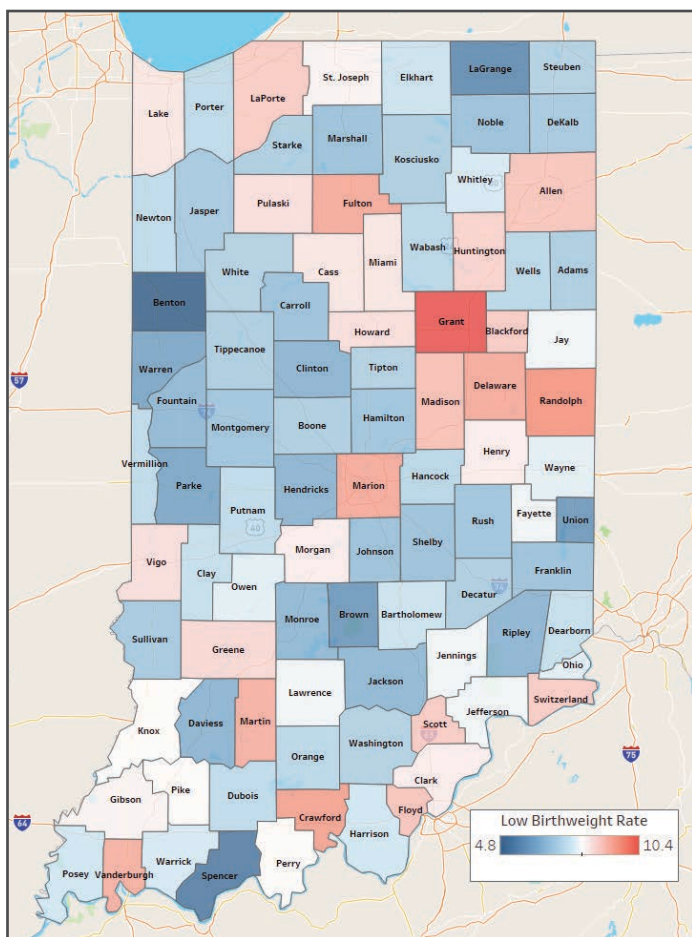 St. Joseph
LaGrange
Steuben
Elkhart
LaPorte
Porter
Lake
Noble
DeKalb
Marshall
Starke
Kosciusko
Whitley
Allen
Pulaski
Fulton
Jasper
Newton
Wabash
Huntington
Miami
Cass
White
Wells
Adams
Benton
Carroll
Grant
Blackford
Howard
Jay
Tippecanoe
Warren
Clinton
Tipton
57
Delaware
Madison
Randolph
Fountain
Montgomery
Boone
Hamilton
Henry
Vermillion
Wayne
Hancock
Parke
Hendricks
Marion
Putnam
40
Fayette
Rush
Union
Shelby
Johnson
Morgan
Vigo
Clay
Franklin
74
Owen
Decatur
Monroe
Brown
Bartholomew
Dearborn
Sullivan
Ripley
Greene
Jennings
Ohio
Jackson
Lawrence
Switzerland
Jefferson
Knox
Daviess
Martin
Scott
Orange
Washington
Clark
75
Pike
Gibson
Dubois
64
Crawford
Floyd
Low Birthweight Rate
4.8 10.4
Harrison
Warrick
Perry
Posey
Vanderburgh
Spencer